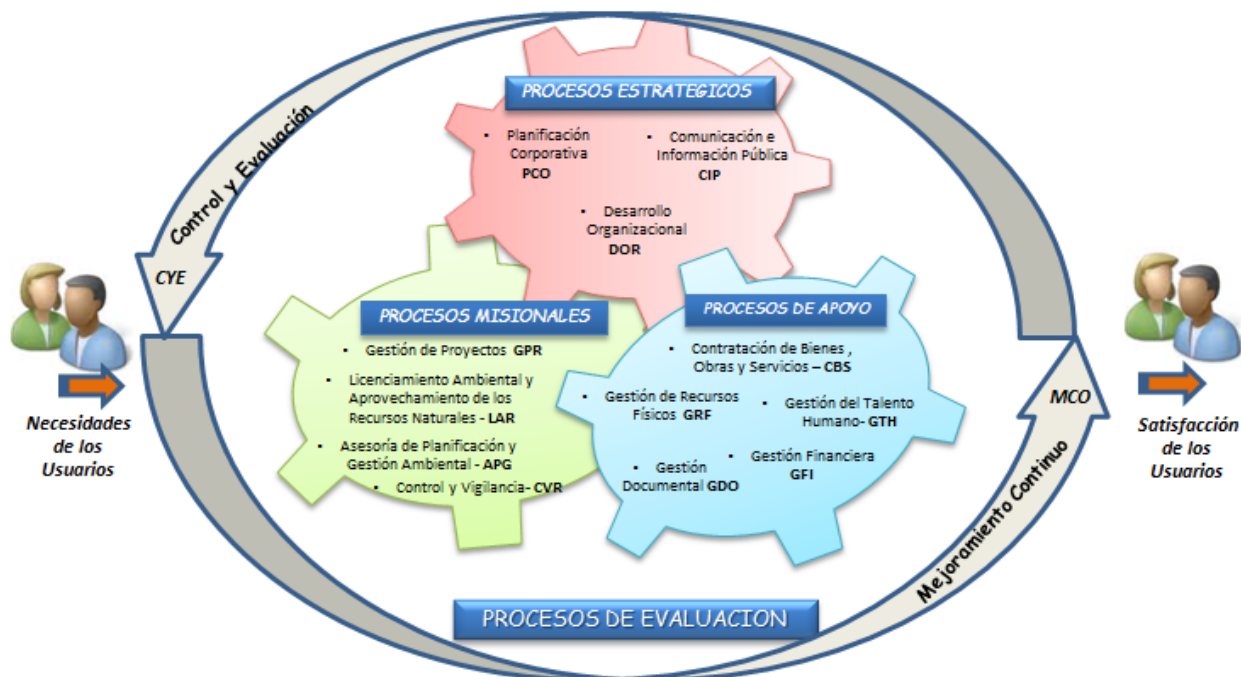 PROCESOS ESTRATEGICOS
▪ Planificación
Corporativa
PCO
▪ Comunicación e
Información Pública
CIP
▪ Desarrollo
Organizacional
DOR
Control y Evaluación
CYE
Necesidades
de los
Usuarios
PROCESOS MISIONALES
▪ Gestión de Proyectos GPR
▪ Licenciamiento Ambiental y
Aprovechamiento de los
Recursos Naturales - LAR
▪ Asesoría de Planificación y
Gestión Ambiental - APG
▪ Control y Vigilancia- CVR
PROCESOS DE APOYO
▪ Contratación de Bienes ,
Obras y Servicios – CBS
▪ Gestión de Recursos
Físicos GRF
▪ Gestión del Talento
Humano- GTH
▪ Gestión
Documental GDO
▪ Gestión Financiera
GFI
MCO
Mejoramiento Continuo
Satisfacción
de los
Usuarios
PROCESOS DE EVALUACION